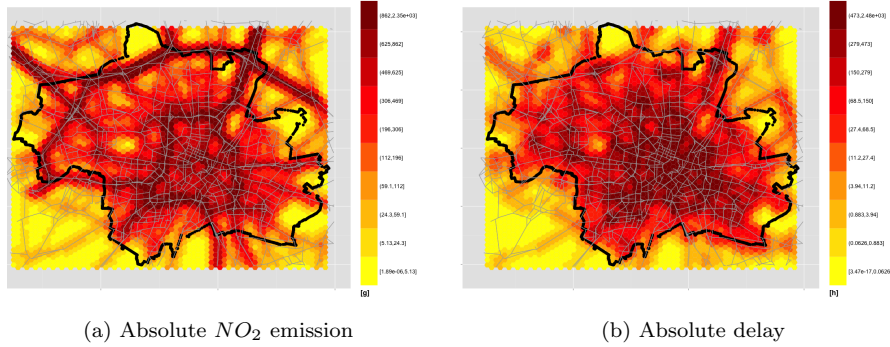 (862,2.35e+03]
(625,862]
(469,625]
(306,469]
(196,306]
(112,196]
(59.1,112]
(24.3,59.1]
(5.13,24.3]
[1.89e-06,5.13]
[g]
(473,2.48e+03]
(279,473]
(150,279]
(68.5,150]
(27.4,68.5]
(11.2,27.4]
(3.94,11.2]
(0.883,3.94]
(0.0626,0.883]
[3.47e-17,0.0626]
[h]
(a) Absolute NO₂ emission
(b) Absolute delay